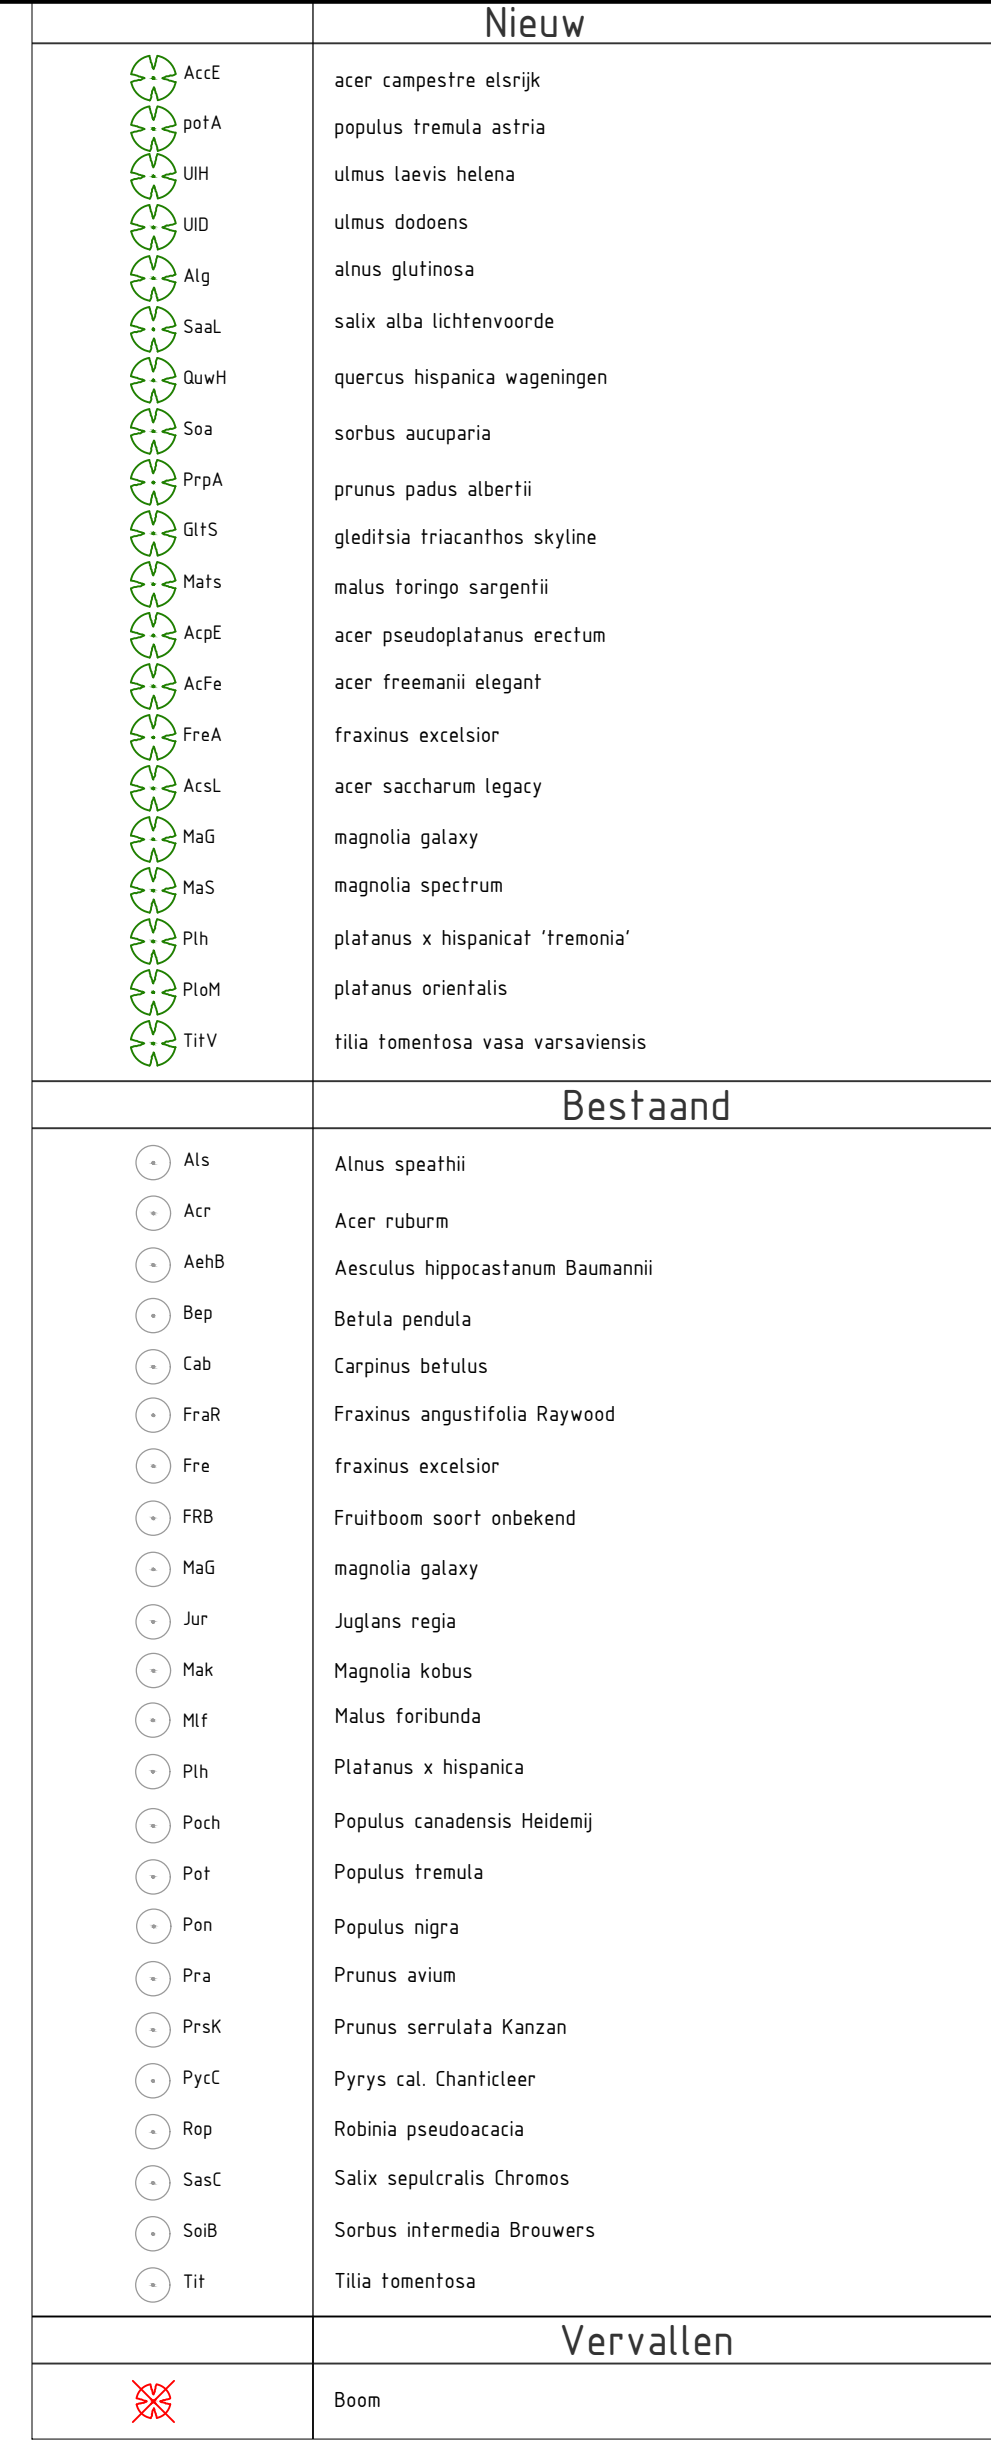 Nieuw
AccE acer campestre elsrijk
potA populus tremula astria
UlH ulmus laevis helena
UlD ulmus dodoens
Alg alnus glutinosa
SaaL salix alba lichtenvoorde
QuwH quercus hispanica wageningen
Soa sorbus aucuparia
PrpA prunus padus albertii
GltS gleditsia triacanthos skyline
Mats malus toringo sargentii
AcpE acer pseudoplatanus erectum
AcFe acer freemanii elegant
FreA fraxinus excelsior
AcsL acer saccharum legacy
MaG magnolia galaxy
MaS magnolia spectrum
Plh platanus x hispanicat 'tremonia'
PloM platanus orientalis
TitV tilia tomentosa vasa varsaviensis
Bestaand
Als Alnus speathii
Acr Acer ruburm
AehB Aesculus hippocastanum Baumannii
Bep Betula pendula
Cab Carpinus betulus
FraR Fraxinus angustifolia Raywood
Fre fraxinus excelsior
FRB Fruitboom soort onbekend
MaG magnolia galaxy
Jur Juglans regia
Mak Magnolia kobus
Mlf Malus foribunda
Plh Platanus x hispanica
Poch Populus canadensis Heidemij
Pot Populus tremula
Pon Populus nigra
Pra Prunus avium
PrsK Prunus serrulata Kanzan
PycC Pyrys cal. Chanticleer
Rop Robinia pseudoacacia
SasC Salix sepulcralis Chromos
SoiB Sorbus intermedia Brouwers
Tit Tilia tomentosa
Vervallen
Boom